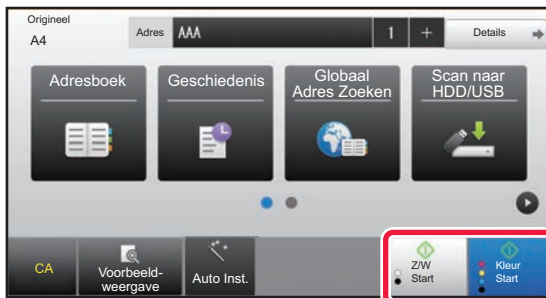 Origineel
A4
Adres AAA 1 + Details
Adresboek
Geschiedenis
Globaal
Adres Zoeken
Scan naar
HDD/USB
CA
Voorbeeld-
weergave
Auto Inst.
Z/W
Start
Kleur
Start